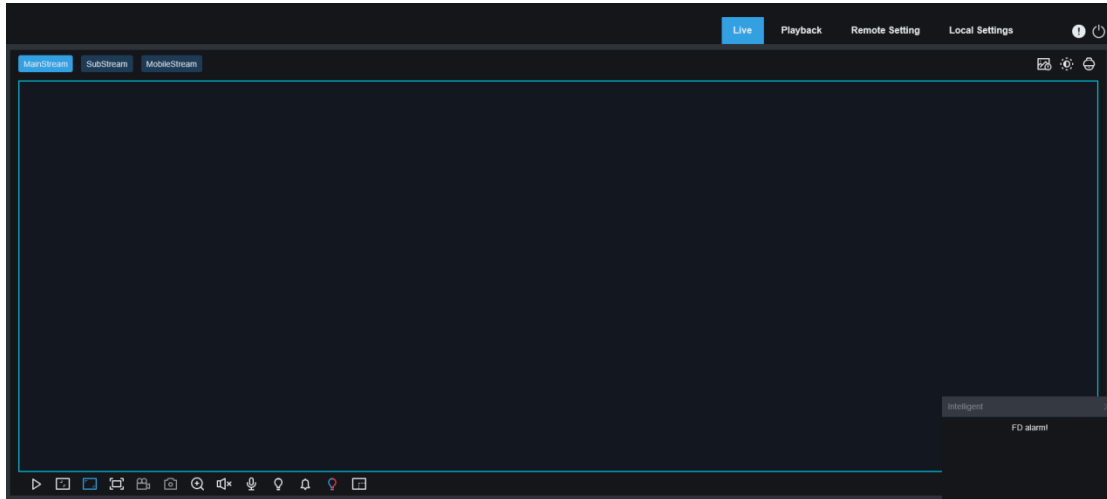 Live Playback Remote Setting Local Settings
MainStream SubStream MobileStream
Intelligent
FD alarm!